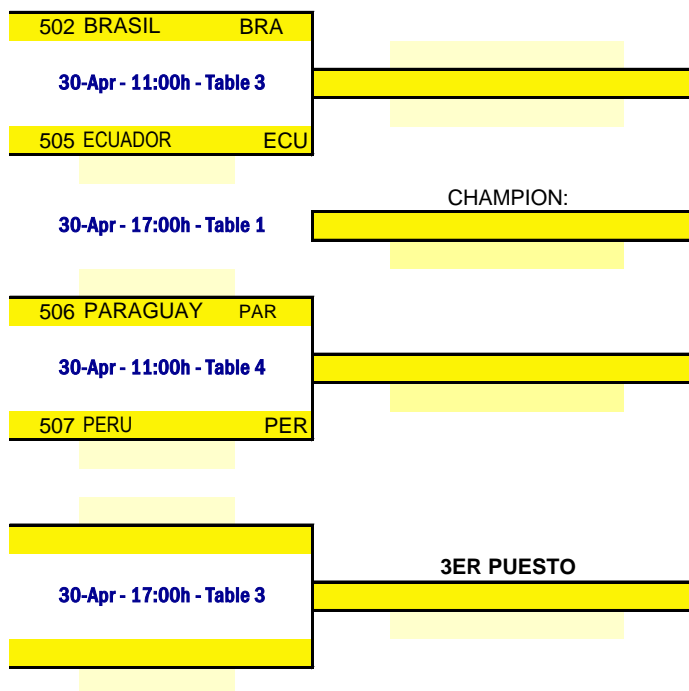 502 BRASIL BRA
30-Apr - 11:00h - Table 3
505 ECUADOR ECU
CHAMPION:
30-Apr - 17:00h - Table 1
506 PARAGUAY PAR
30-Apr - 11:00h - Table 4
507 PERU PER
3ER PUESTO
30-Apr - 17:00h - Table 3